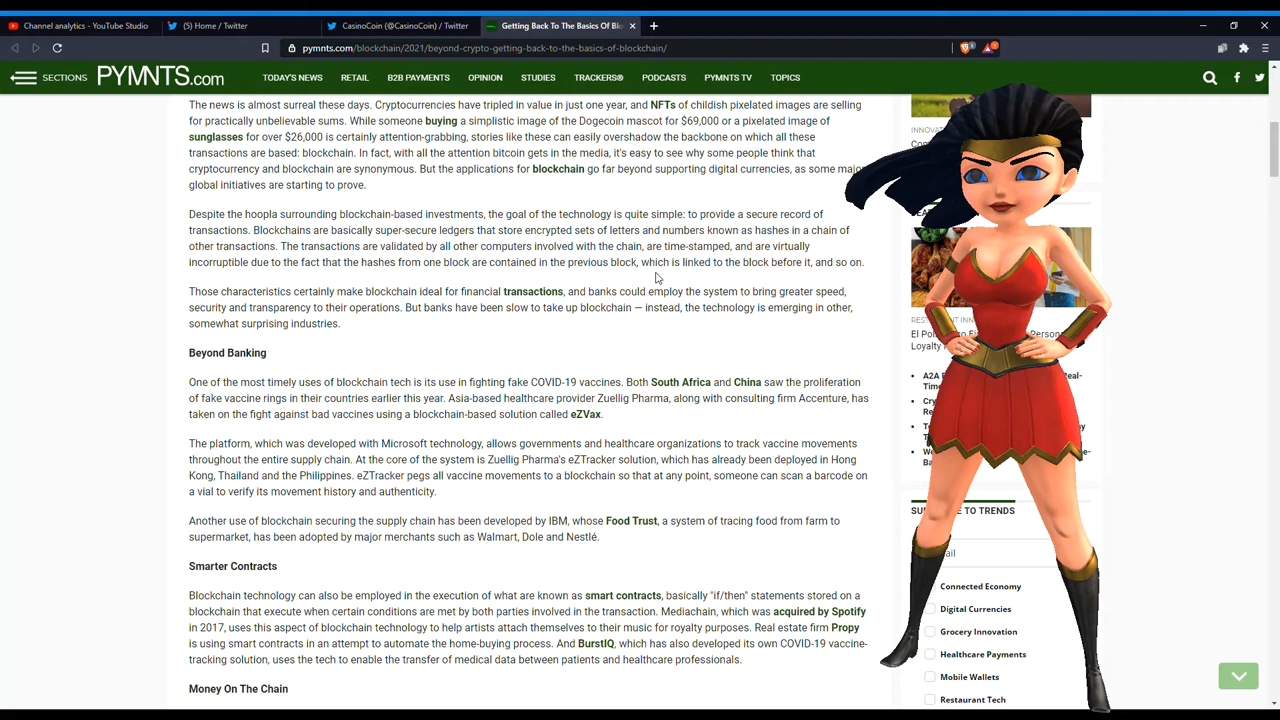 Channel analytics - YouTube Studio
(5) Home / Twitter
CasinoCoin (@CasinoCoin) / Twitter
Getting Back To The Basics Of Blo
pymnts.com/blockchain/2021/beyond-crypto-getting-back-to-the-basics-of-blockchain/
SECTIONS
PYMNTS.com
TODAY'S NEWS
RETAIL
B2B PAYMENTS
OPINION
STUDIES
TRACKERS®
PODCASTS
PYMNTS TV
TOPICS
The news is almost surreal these days. Cryptocurrencies have tripled in value in just one year, and NFTs of childish pixelated images are selling
for practically unbelievable sums. While someone buying a simplistic image of the Dogecoin mascot for $69,000 or a pixelated image of
sunglasses for over $26,000 is certainly attention-grabbing, stories like these can easily overshadow the backbone on which all these
transactions are based: blockchain. In fact, with all the attention bitcoin gets in the media, it's easy to see why some people think that
cryptocurrency and blockchain are synonymous. But the applications for blockchain go far beyond supporting digital currencies, as some major
global initiatives are starting to prove.
Despite the hoopla surrounding blockchain-based investments, the goal of the technology is quite simple: to provide a secure record of
transactions. Blockchains are basically super-secure ledgers that store encrypted sets of letters and numbers known as hashes in a chain of
other transactions. The transactions are validated by all other computers involved with the chain, are time-stamped, and are virtually
incorruptible due to the fact that the hashes from one block are contained in the previous block, which is linked to the block before it, and so on.
Those characteristics certainly make blockchain ideal for financial transactions, and banks could employ the system to bring greater speed,
security and transparency to their operations. But banks have been slow to take up blockchain — instead, the technology is emerging in other,
somewhat surprising industries.
Beyond Banking
One of the most timely uses of blockchain tech is its use in fighting fake COVID-19 vaccines. Both South Africa and China saw the proliferation
of fake vaccine rings in their countries earlier this year. Asia-based healthcare provider Zuellig Pharma, along with consulting firm Accenture, has
taken on the fight against bad vaccines using a blockchain-based solution called eZVax.
The platform, which was developed with Microsoft technology, allows governments and healthcare organizations to track vaccine movements
throughout the entire supply chain. At the core of the system is Zuellig Pharma's eZTracker solution, which has already been deployed in Hong
Kong, Thailand and the Philippines. eZTracker pegs all vaccine movements to a blockchain so that at any point, someone can scan a barcode on
a vial to verify its movement history and authenticity.
Another use of blockchain securing the supply chain has been developed by IBM, whose Food Trust, a system of tracing food from farm to
supermarket, has been adopted by major merchants such as Walmart, Dole and Nestlé.
Smarter Contracts
Blockchain technology can also be employed in the execution of what are known as smart contracts, basically "if/then" statements stored on a
blockchain that execute when certain conditions are met by both parties involved in the transaction. Mediachain, which was acquired by Spotify
in 2017, uses this aspect of blockchain technology to help artists attach themselves to their music for royalty purposes. Real estate firm Propy
is using smart contracts in an attempt to automate the home-buying process. And BurstIQ, which has also developed its own COVID-19 vaccine-
tracking solution, uses the tech to enable the transfer of medical data between patients and healthcare professionals.
Money On The Chain
INNOVA
El Po
Person
Loyalty
A2A
Real-
Time
TO TRENDS
ail
Connected Economy
Digital Currencies
Grocery Innovation
Healthcare Payments
Mobile Wallets
Restaurant Tech